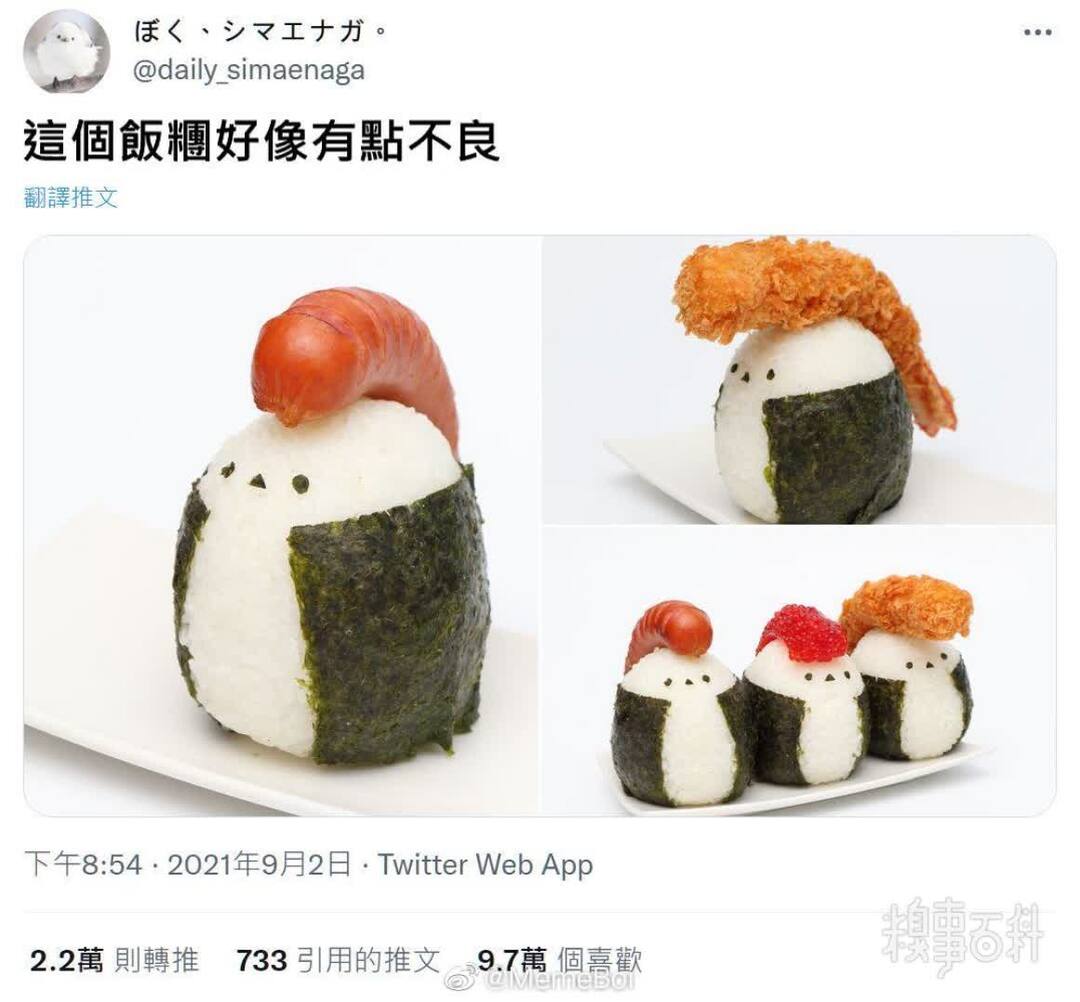 ぼく、シマエナガ。
@daily_simaenaga
這個飯糰好像有點不良
翻譯推文
下午8:54 · 2021年9月2日 · Twitter Web App
2.2萬 則轉推 733 引用的推文 9.7萬 個喜歡
糗事百科
@MemeBoi